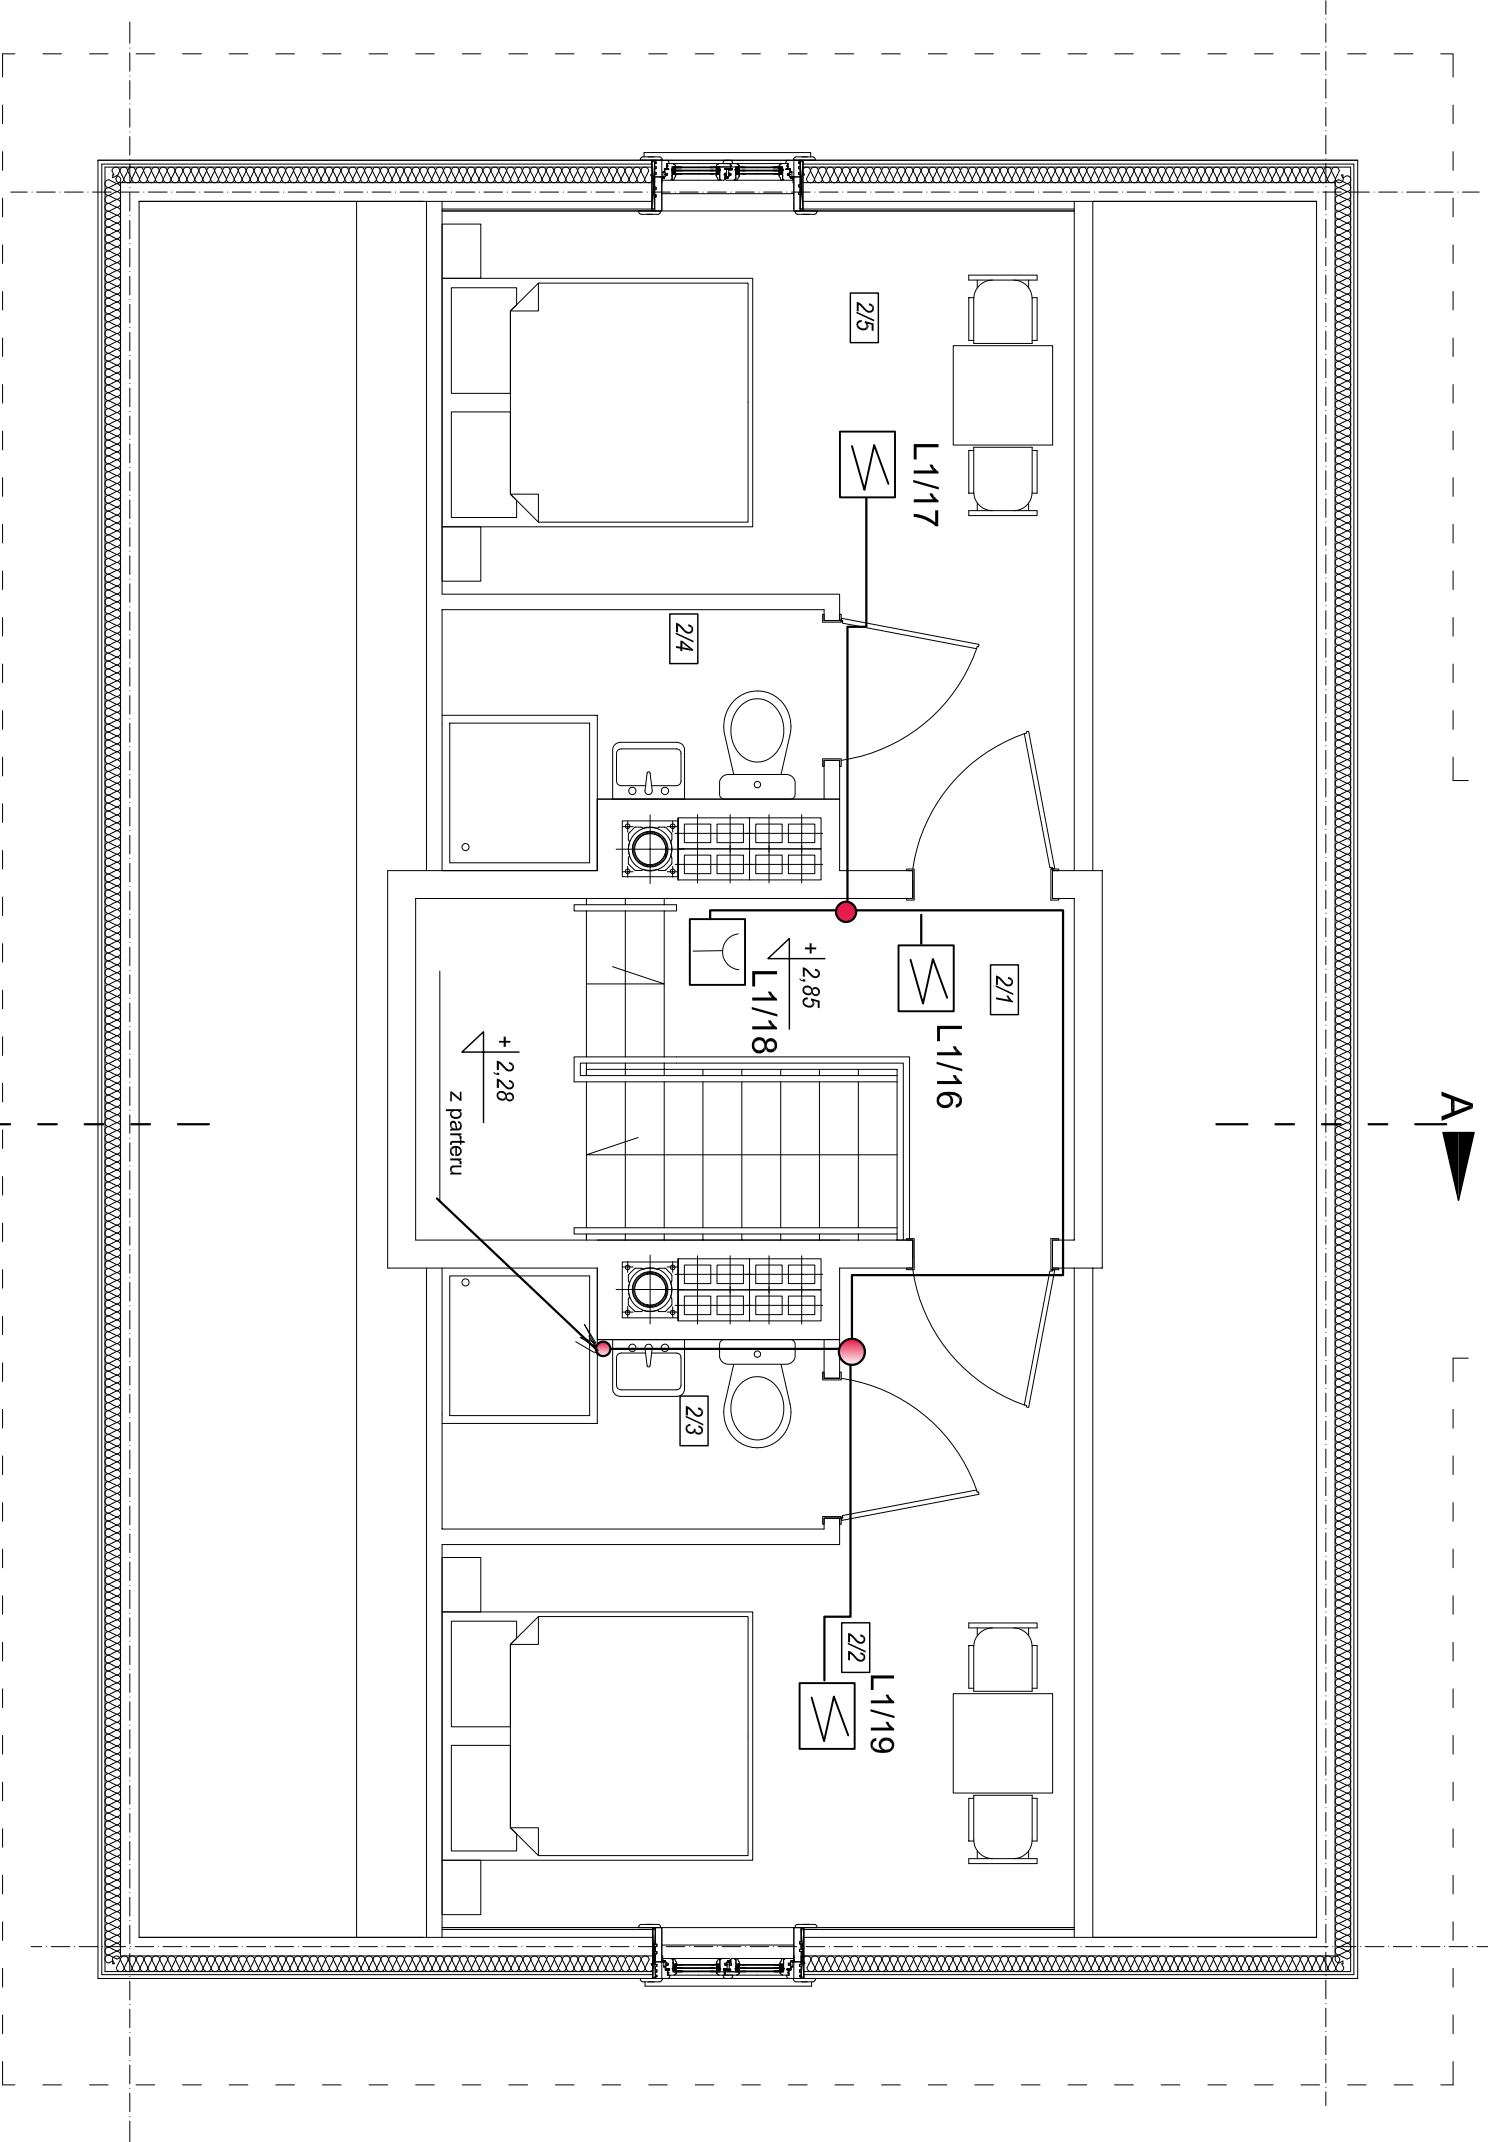 A
2/5
L1/17
2/4
+ 2,85
L1/18
2/1
L1/16
+ 2,28
z parteru
2/3
2/2
L1/19